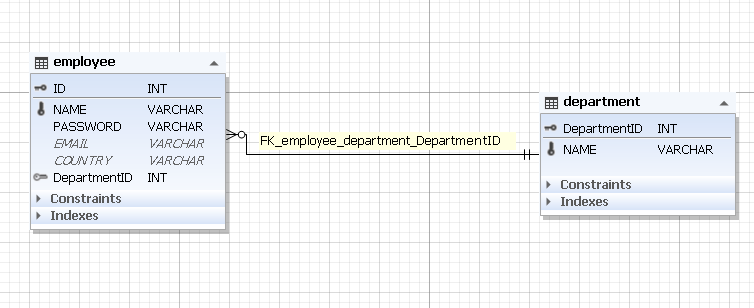 employee
ID INT
NAME VARCHAR
PASSWORD VARCHAR
EMAIL VARCHAR
COUNTRY VARCHAR
DepartmentID INT
Constraints
Indexes
FK_employee_department_DepartmentID
department
DepartmentID INT
NAME VARCHAR
Constraints
Indexes